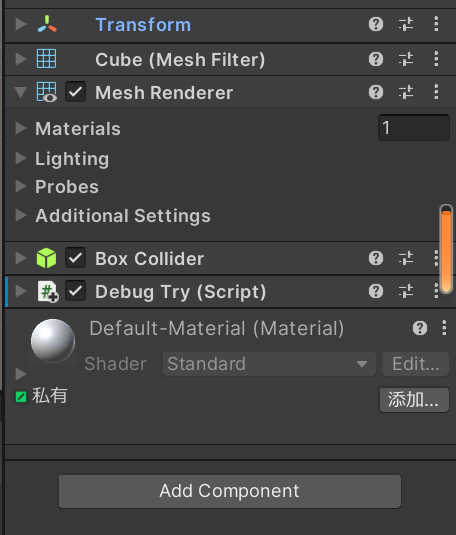 Transform
Cube (Mesh Filter)
Mesh Renderer
Materials 1
Lighting
Probes
Additional Settings
Box Collider
# Debug Try (Script)
Default-Material (Material)
Shader Standard Edit...
私有 添加...
Add Component